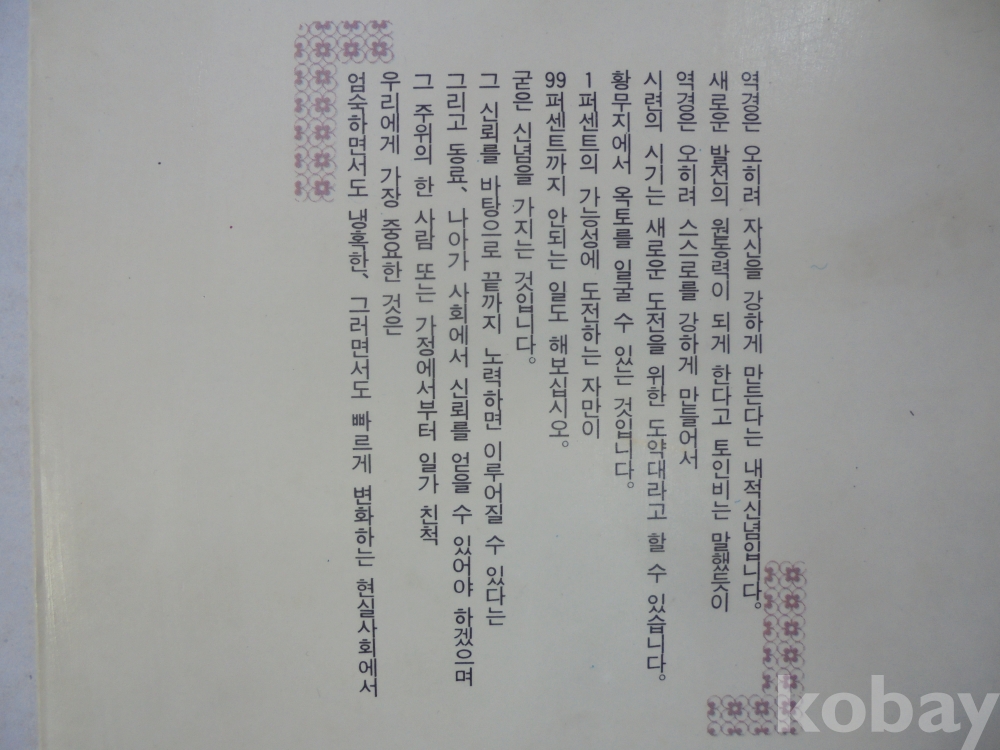 엄숙하면서도 냉혹한, 그러면서도 빠르게 변화하는 현실사회에서
우리에게 가장 중요한 것은
그 주위의 한 사람 또는 가정에서부터 일가 친척
그리고 동료, 나아가 사회에서 신뢰를 얻을 수 있어야 하겠으며
그 신뢰를 바탕으로 끝까지 노력하면 이루어질 수 있다는
굳은 신념을 가지는 것입니다.
99퍼센트까지 안되는 일도 해보십시오.
1퍼센트의 가능성에 도전하는 자만이
황무지에서 옥토를 일굴 수 있는 것입니다.
시련의 시기는 새로운 도전을 위한 도약대라고 할 수 있습니다.
역경은 오히려 스스로를 강하게 만들어서
새로운 발전의 원동력이 되게 한다고 토인비는 말했듯이
역경은 오히려 자신을 강하게 만든다는 내적신념입니다.
kobay